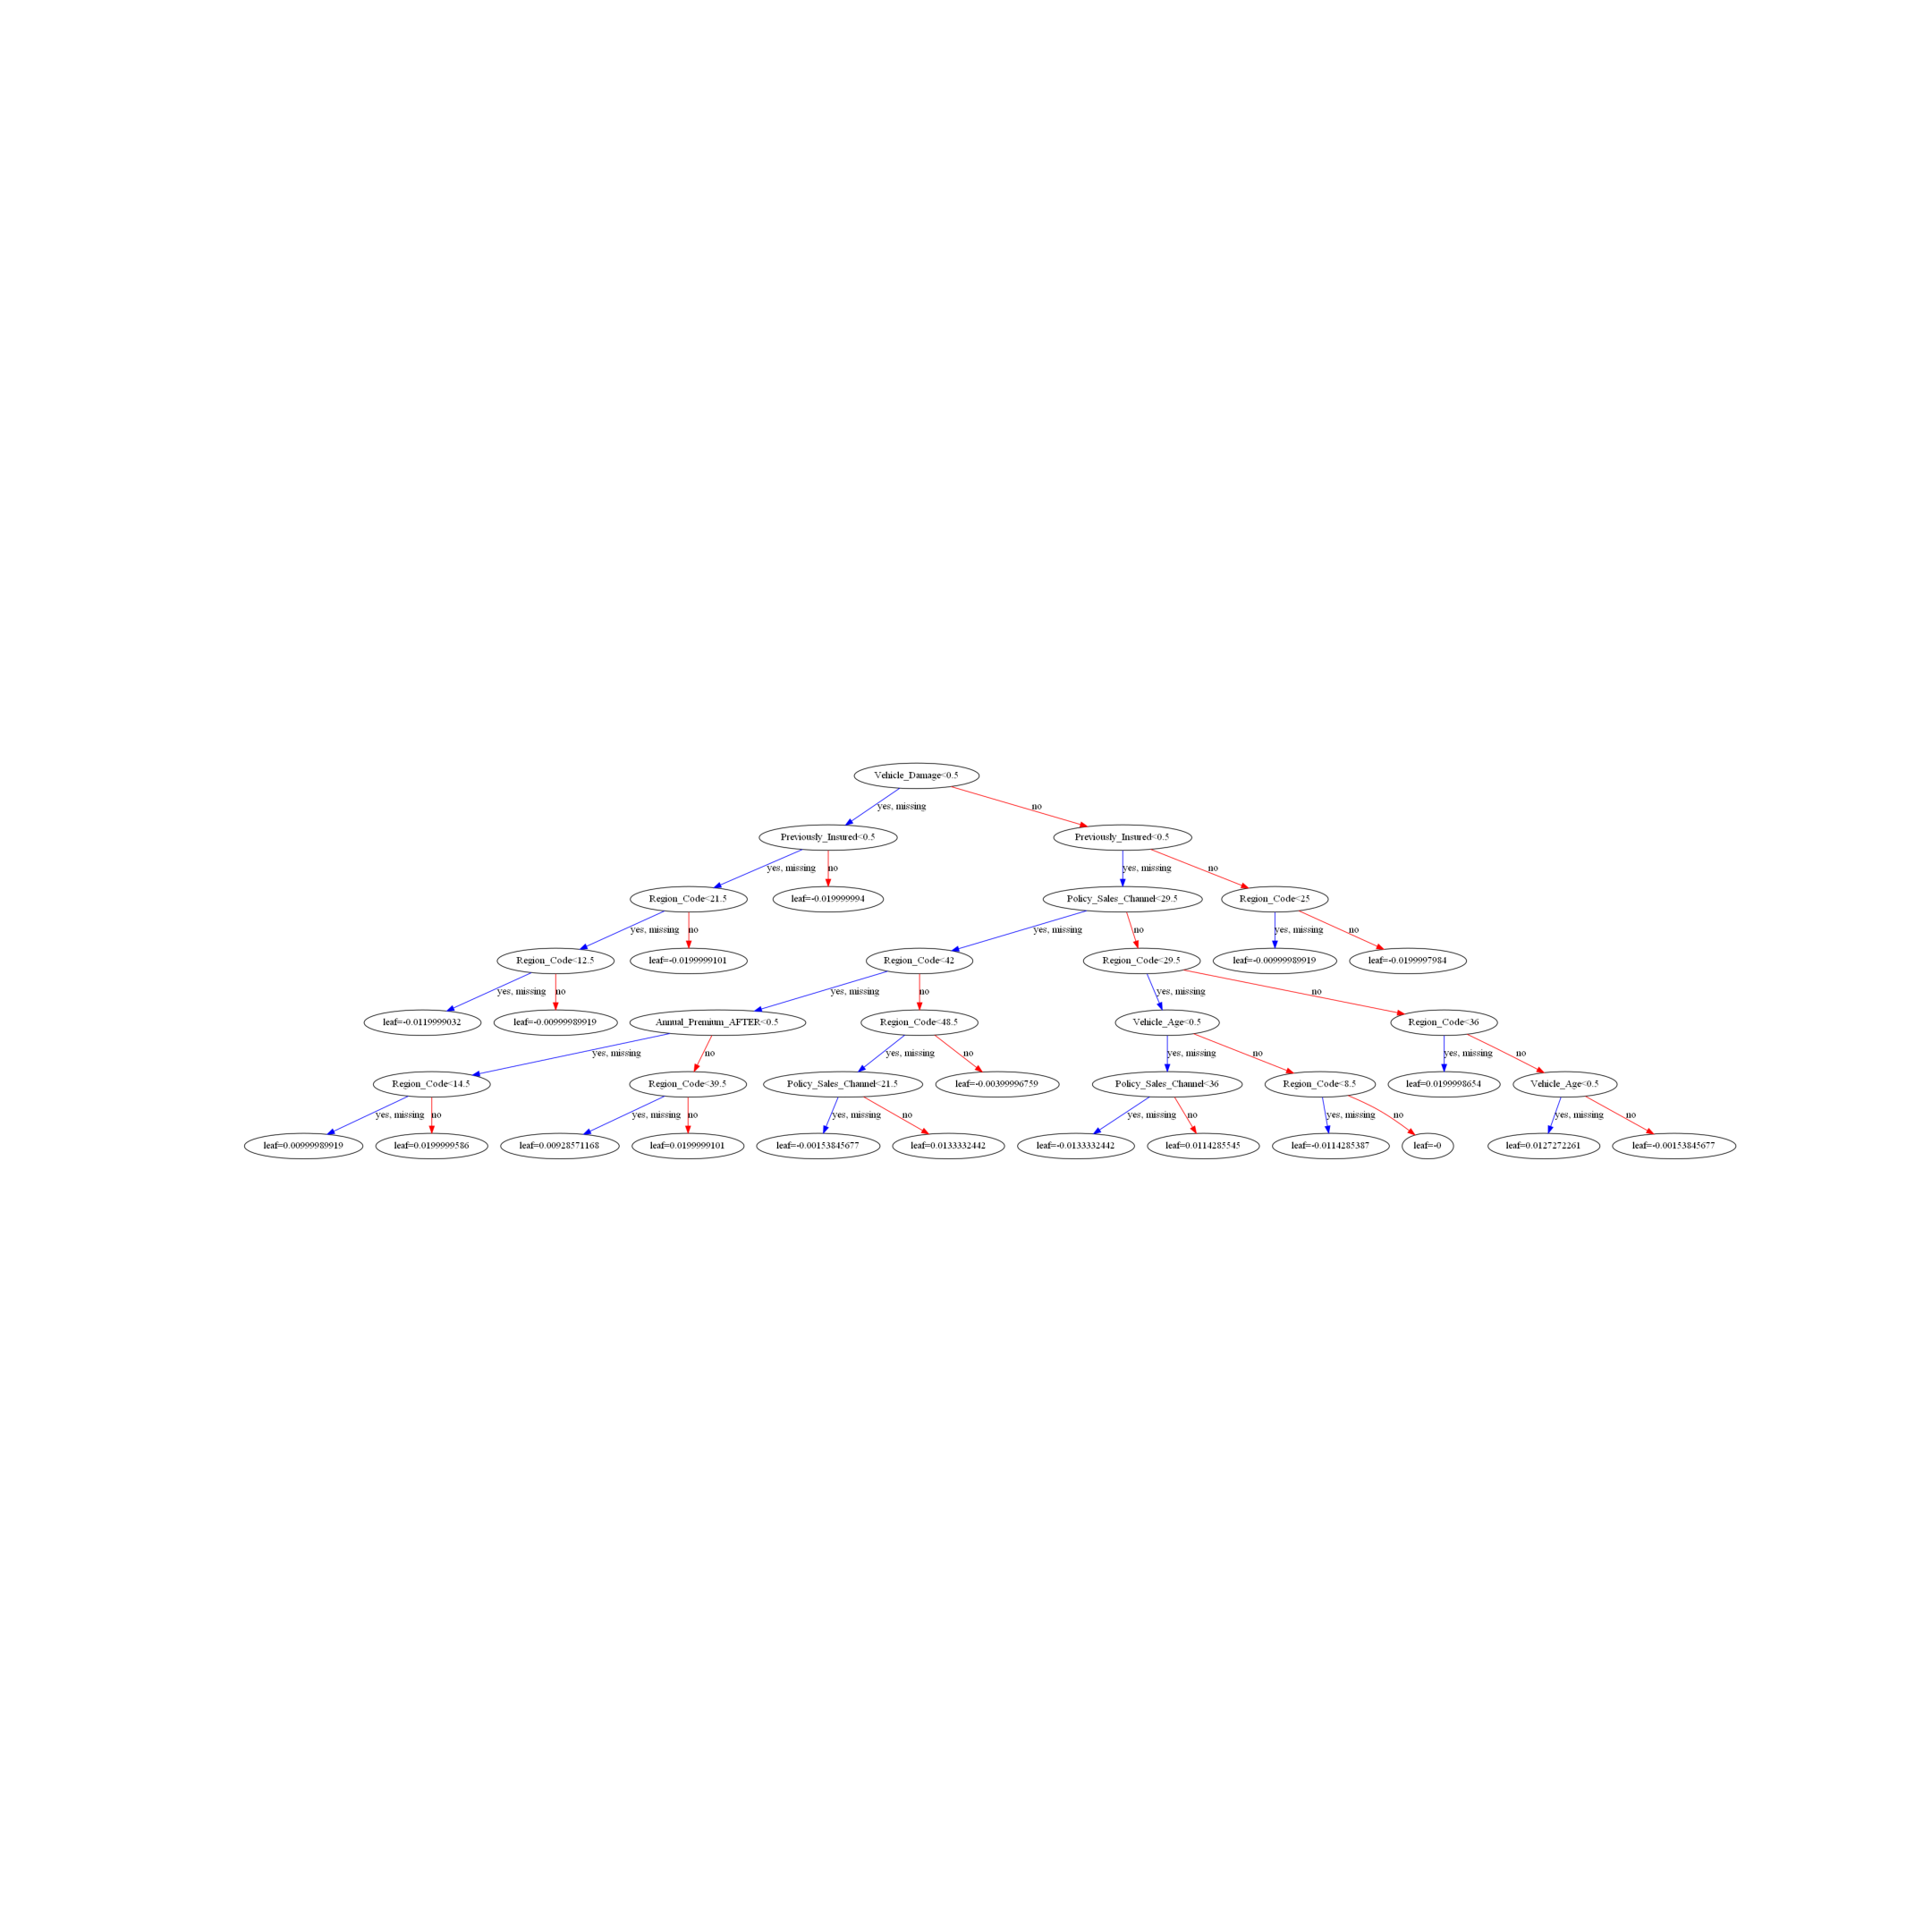 Vehicle_Damage<0.5
yes, missing
no
Previously_Insured<0.5
Previously_Insured<0.5
yes, missing
no
yes, missing
no
Region_Code<21.5
leaf=-0.019999994
Policy_Sales_Channel<29.5
Region_Code<25
yes, missing
no
yes, missing
no
yes, missing
no
Region_Code<12.5
leaf=-0.0199999101
Region_Code<42
Region_Code<29.5
leaf=-0.00999989919
leaf=-0.0199997984
yes, missing
no
yes, missing
no
yes, missing
no
leaf=-0.0119999032
leaf=-0.00999989919
Annual_Premium_AFTER<0.5
Region_Code<48.5
Vehicle_Age<0.5
Region_Code<36
yes, missing
no
yes, missing
no
yes, missing
no
yes, missing
no
Region_Code<14.5
Region_Code<39.5
Policy_Sales_Channel<21.5
leaf=-0.00399996759
Policy_Sales_Channel<36
Region_Code<8.5
leaf=0.0199998654
Vehicle_Age<0.5
yes, missing
no
yes, missing
no
yes, missing
no
yes, missing
no
yes, missing
no
yes, missing
no
leaf=0.00999989919
leaf=0.0199999586
leaf=0.00928571168
leaf=0.0199999101
leaf=-0.00153845677
leaf=0.0133332442
leaf=-0.0133332442
leaf=0.0114285545
leaf=-0.0114285387
leaf=-0
leaf=0.0127272261
leaf=-0.00153845677